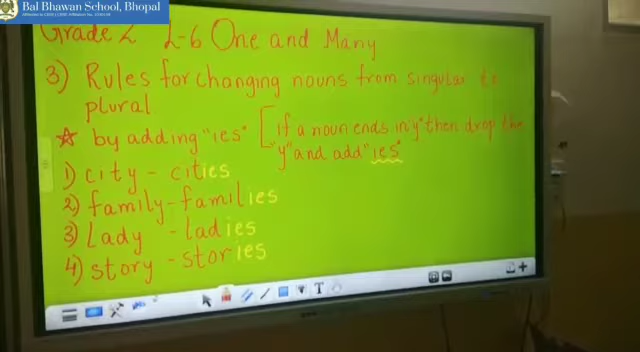 Bal Bhawan School, Bhopal
Grade 2 L-6 One and Many
3) Rules for changing nouns from singular to
plural
☆ by adding "ies" [if a noun ends in "y" then drop the
"y" and add "ies"
1) city - cities
2) family - families
3) Lady - ladies
4) story - stories
T